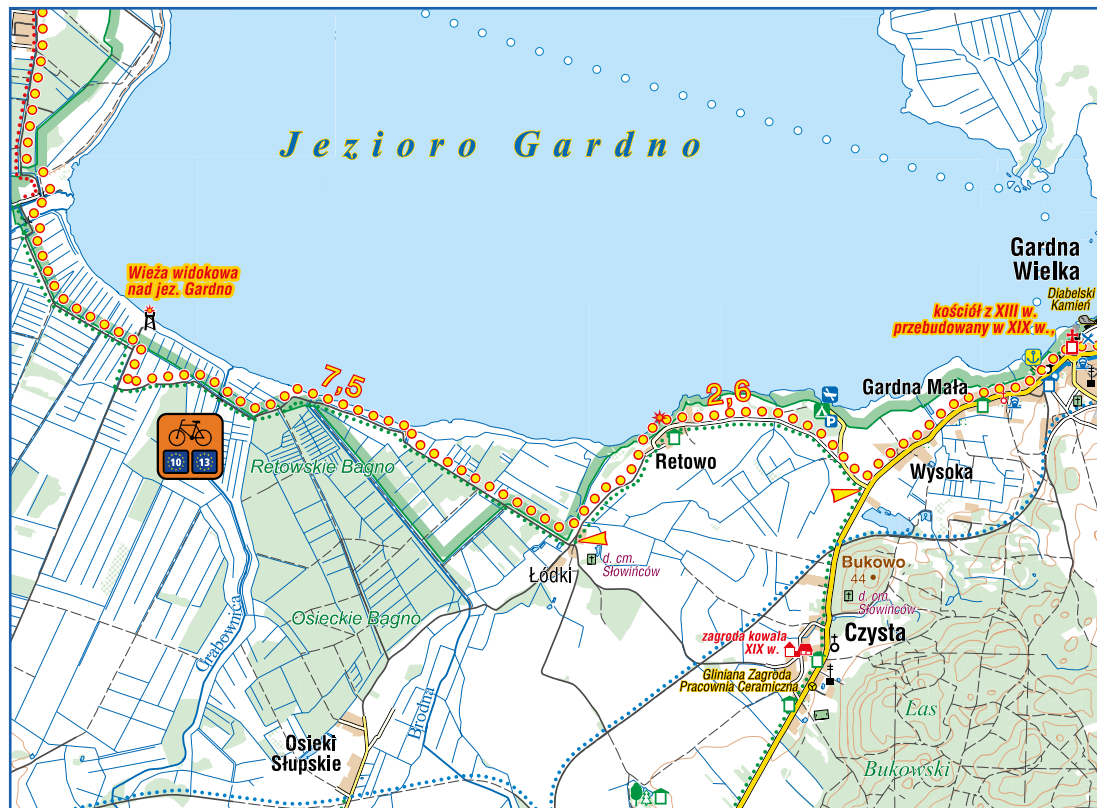 Jezioro Gardno
Gardna
Wielka
Diabelski
Kamień
Wieża widokowa
nad jez. Gardno
kościół z XIII w.
przebudowany w XIX w.,
7,5
2,6
Gardna Mała
P
Retowo
Wysoka
10
13
Retowskie Bagno
Łódki
d. cm.
Słowińców
Bukowo
44
d. cm.
Słowińców
Osieckie Bagno
Grabownica
Brodna
zagroda kowala
XIX w.
Czysta
Gliniana Zagroda
Pracownia Ceramiczna
Osieki
Słupskie
Las
Bukowski